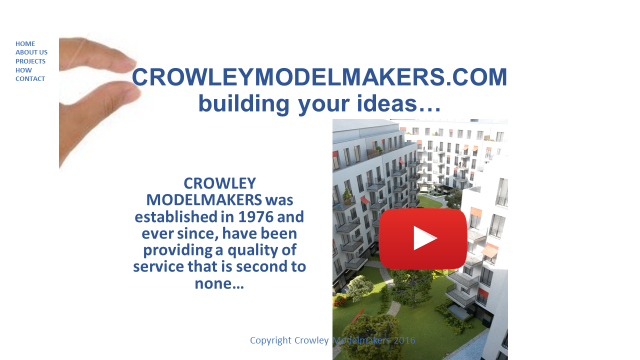 HOME
ABOUT US
PROJECTS
HOW
CONTACT
CROWLEYMODELMAKERS.COM
building your ideas…
CROWLEY
MODELMAKERS was
established in 1976 and
ever since, have been
providing a quality of
service that is second to
none…
Copyright Crowley Modelmakers 2016